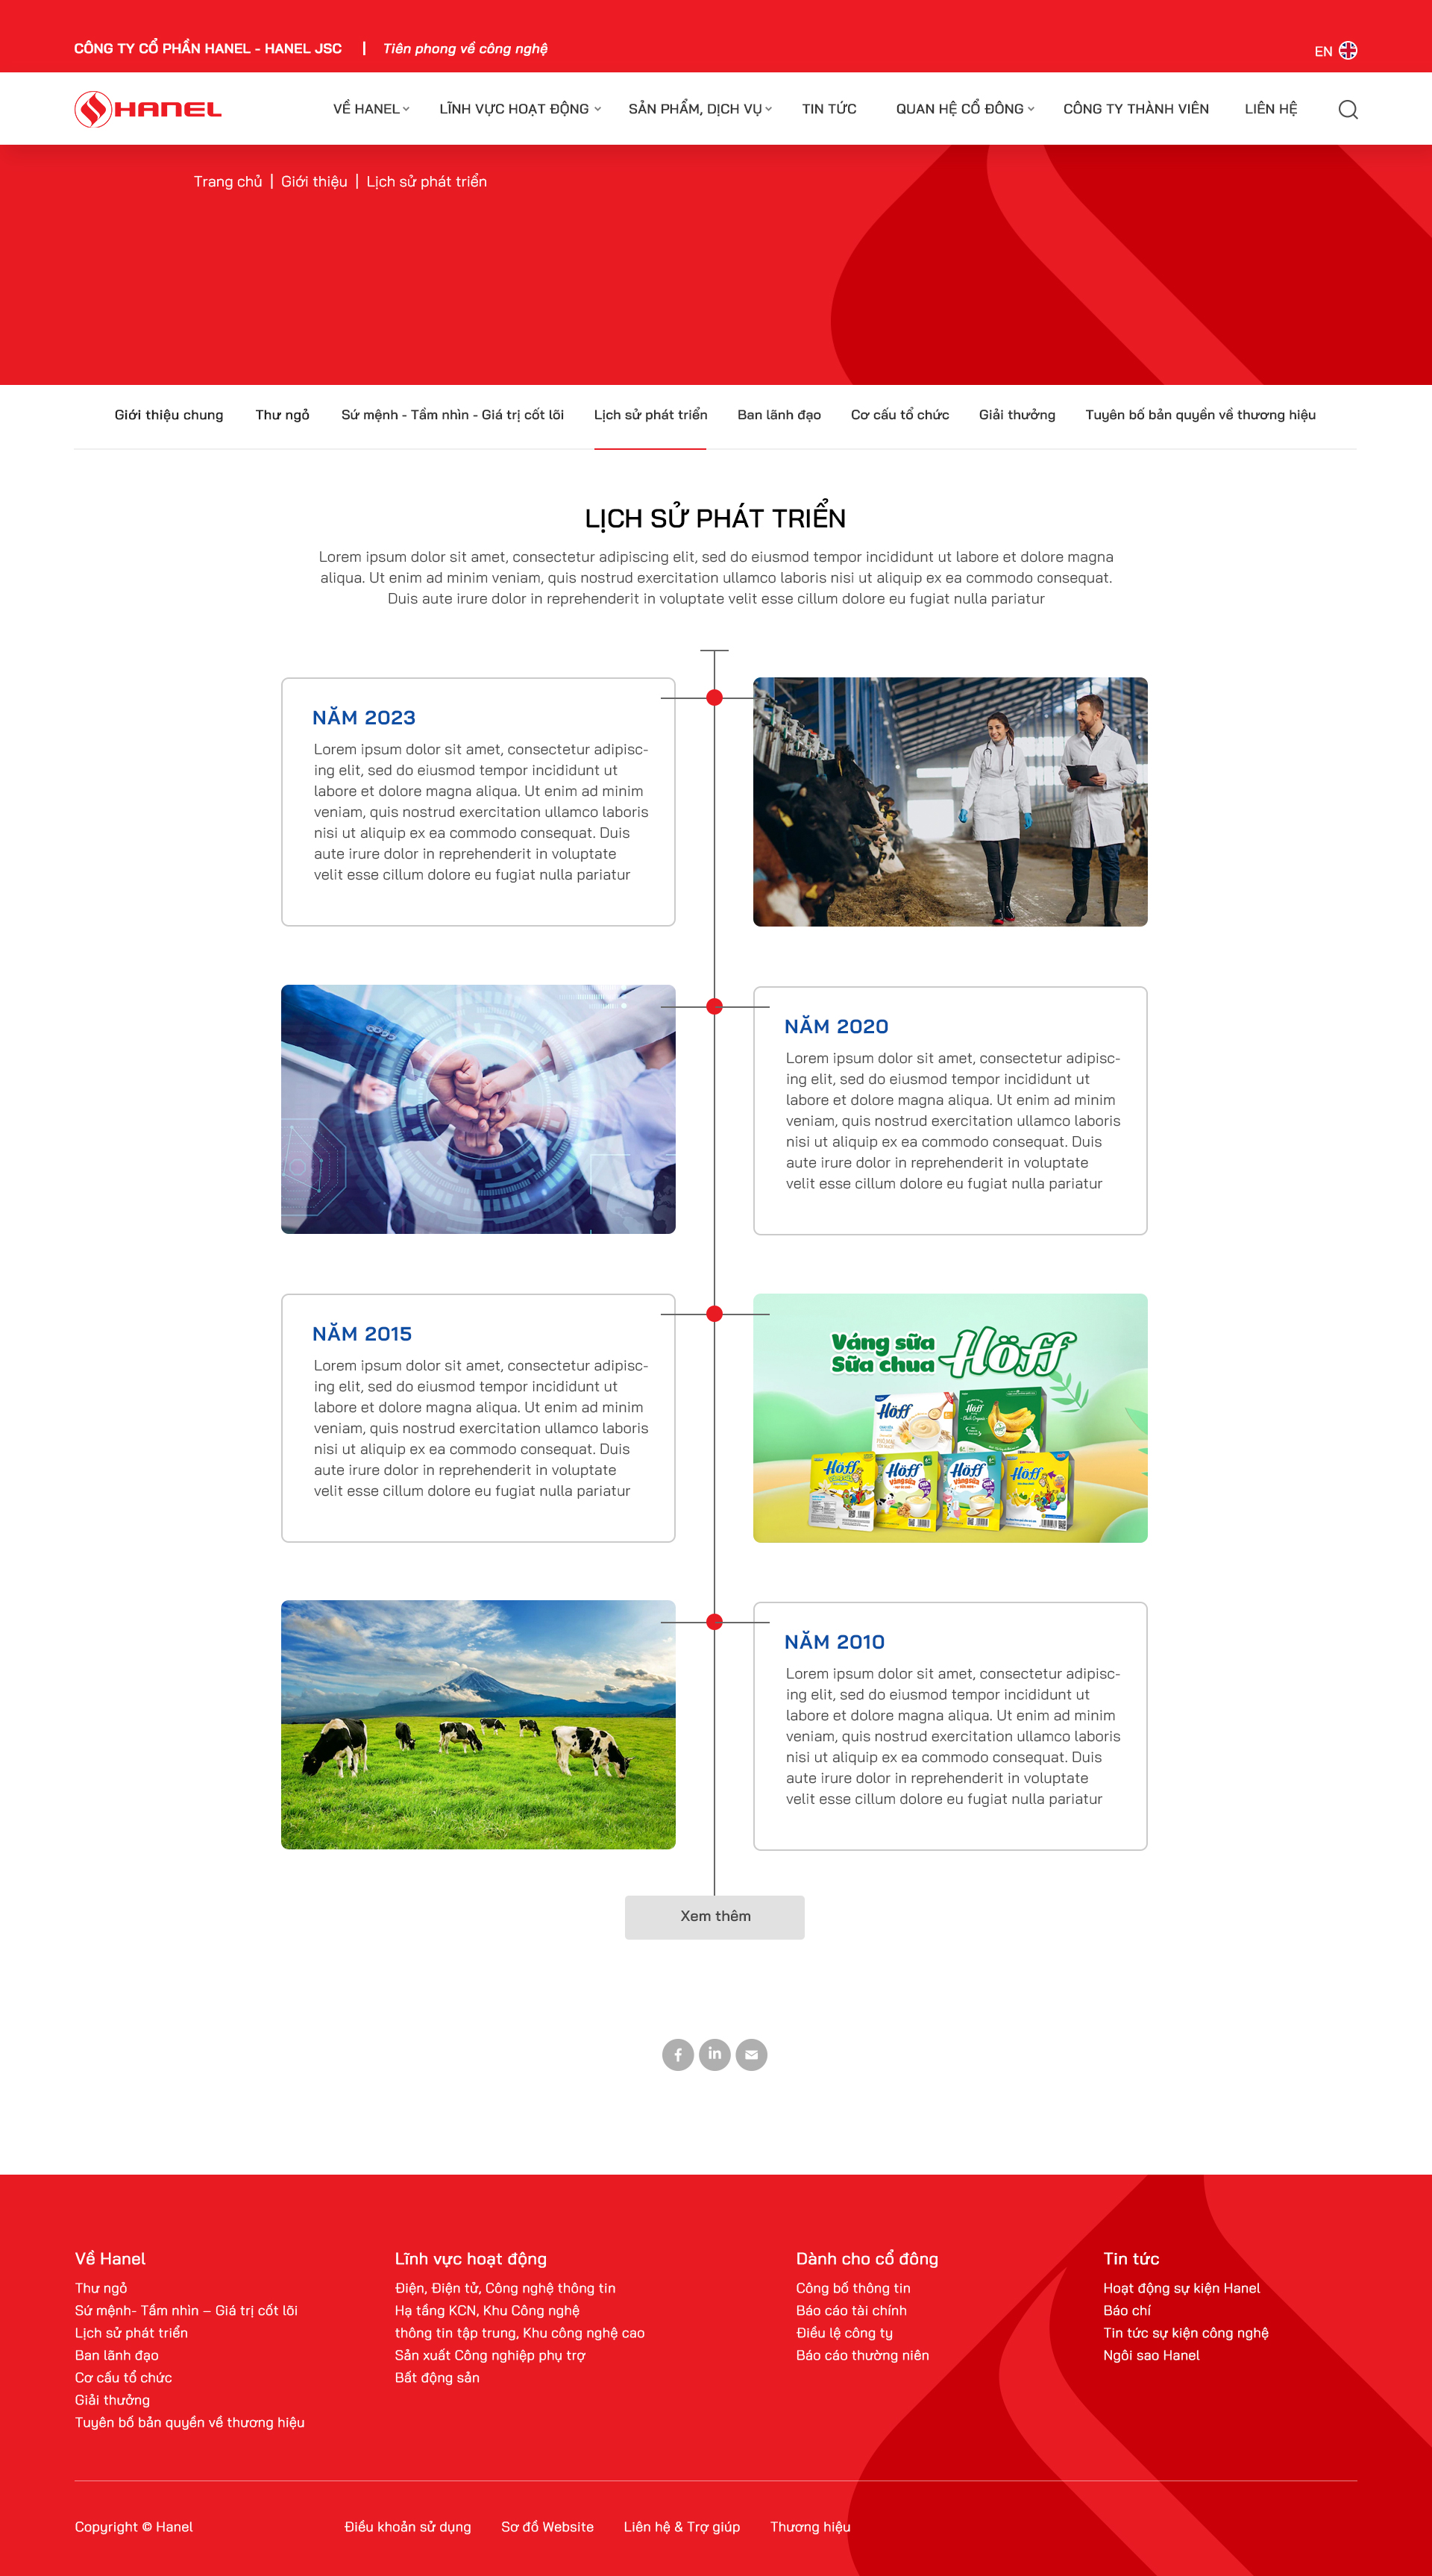 CÔNG TY CỔ PHẦN HANEL - HANEL JSC | Tiên phong về công nghệ
EN
HANEL
VỀ HANEL
LĨNH VỰC HOẠT ĐỘNG
SẢN PHẨM, DỊCH VỤ
TIN TỨC
QUAN HỆ CỔ ĐÔNG
CÔNG TY THÀNH VIÊN
LIÊN HỆ
Trang chủ | Giới thiệu | Lịch sử phát triển
Giới thiệu chung
Thư ngỏ
Sứ mệnh - Tầm nhìn - Giá trị cốt lõi
Lịch sử phát triển
Ban lãnh đạo
Cơ cấu tổ chức
Giải thưởng
Tuyên bố bản quyền về thương hiệu
LỊCH SỬ PHÁT TRIỂN
Lorem ipsum dolor sit amet, consectetur adipiscing elit, sed do eiusmod tempor incididunt ut labore et dolore magna
aliqua. Ut enim ad minim veniam, quis nostrud exercitation ullamco laboris nisi ut aliquip ex ea commodo consequat.
Duis aute irure dolor in reprehenderit in voluptate velit esse cillum dolore eu fugiat nulla pariatur
NĂM 2023
Lorem ipsum dolor sit amet, consectetur adipisc-
ing elit, sed do eiusmod tempor incididunt ut
labore et dolore magna aliqua. Ut enim ad minim
veniam, quis nostrud exercitation ullamco laboris
nisi ut aliquip ex ea commodo consequat. Duis
aute irure dolor in reprehenderit in voluptate
velit esse cillum dolore eu fugiat nulla pariatur
NĂM 2020
Lorem ipsum dolor sit amet, consectetur adipisc-
ing elit, sed do eiusmod tempor incididunt ut
labore et dolore magna aliqua. Ut enim ad minim
veniam, quis nostrud exercitation ullamco laboris
nisi ut aliquip ex ea commodo consequat. Duis
aute irure dolor in reprehenderit in voluptate
velit esse cillum dolore eu fugiat nulla pariatur
NĂM 2015
Lorem ipsum dolor sit amet, consectetur adipisc-
ing elit, sed do eiusmod tempor incididunt ut
labore et dolore magna aliqua. Ut enim ad minim
veniam, quis nostrud exercitation ullamco laboris
nisi ut aliquip ex ea commodo consequat. Duis
aute irure dolor in reprehenderit in voluptate
velit esse cillum dolore eu fugiat nulla pariatur
Váng sữa
Sữa chua
Höff
Höff
Höff
Höff
Höff
NĂM 2010
Lorem ipsum dolor sit amet, consectetur adipisc-
ing elit, sed do eiusmod tempor incididunt ut
labore et dolore magna aliqua. Ut enim ad minim
veniam, quis nostrud exercitation ullamco laboris
nisi ut aliquip ex ea commodo consequat. Duis
aute irure dolor in reprehenderit in voluptate
velit esse cillum dolore eu fugiat nulla pariatur
Xem thêm
Về Hanel
Thư ngỏ
Sứ mệnh- Tầm nhìn – Giá trị cốt lõi
Lịch sử phát triển
Ban lãnh đạo
Cơ cấu tổ chức
Giải thưởng
Tuyên bố bản quyền về thương hiệu
Lĩnh vực hoạt động
Điện, Điện tử, Công nghệ thông tin
Hạ tầng KCN, Khu Công nghệ
thông tin tập trung, Khu công nghệ cao
Sản xuất Công nghiệp phụ trợ
Bất động sản
Dành cho cổ đông
Công bố thông tin
Báo cáo tài chính
Điều lệ công ty
Báo cáo thường niên
Tin tức
Hoạt động sự kiện Hanel
Báo chí
Tin tức sự kiện công nghệ
Ngôi sao Hanel
Copyright © Hanel
Điều khoản sử dụng
Sơ đồ Website
Liên hệ & Trợ giúp
Thương hiệu